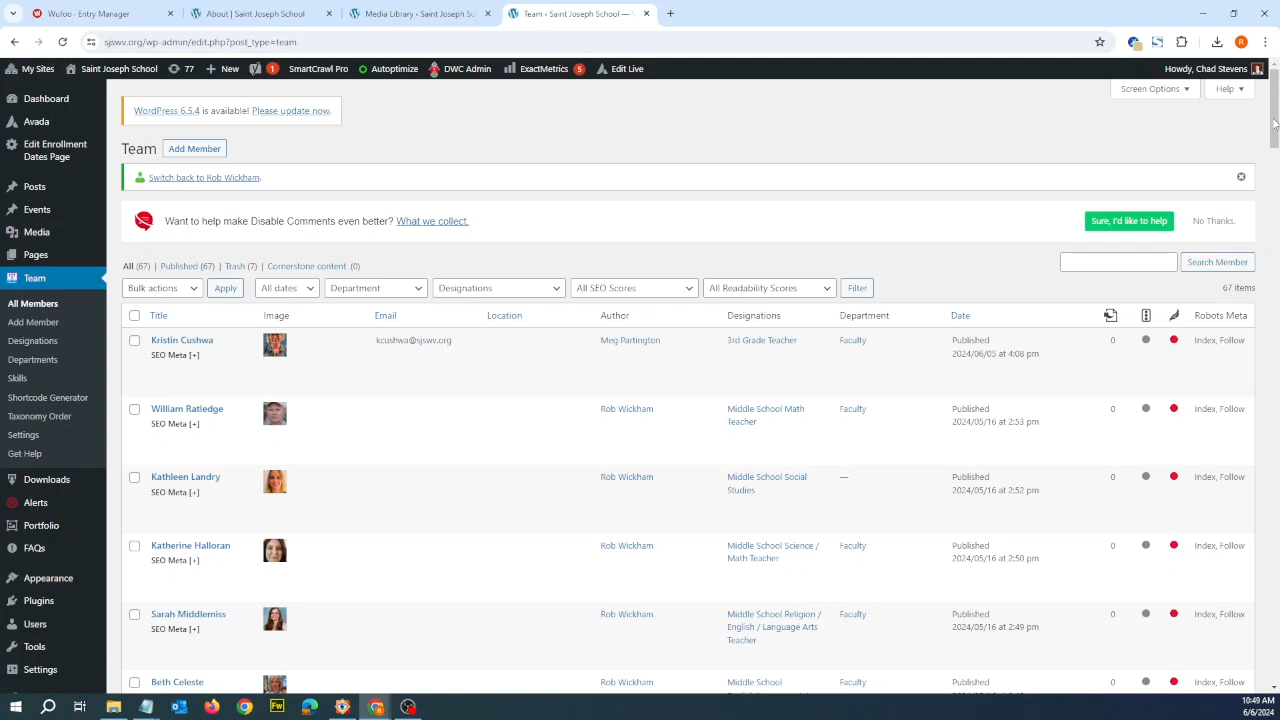 Wufoo - Entry Manager
About ‹ Saint Joseph School
Media Library ‹ Saint Joseph Sc
Team ‹ Saint Joseph School —
sjswv.org/wp-admin/edit.php?post_type=team
My Sites
Saint Joseph School
77
New
1
SmartCrawl Pro
Autoptimize
DWC Admin
ExactMetrics
5
Edit Live
Howdy, Chad Stevens
Dashboard
Avada
Edit Enrollment
Dates Page
Posts
Events
Media
Pages
Team
All Members
Add Member
Designations
Departments
Skills
Shortcode Generator
Taxonomy Order
Settings
Get Help
Downloads
Alerts
Portfolio
FAQs
Appearance
Plugins
Users
Tools
Settings
Screen Options
Help
WordPress 6.5.4 is available! Please update now.
Team
Add Member
Switch back to Rob Wickham.
Want to help make Disable Comments even better? What we collect.
Sure, I'd like to help
No Thanks.
All (67) | Published (67) | Trash (7) | Cornerstone content (0)
Search Member
Bulk actions
Apply
All dates
Department
Designations
All SEO Scores
All Readability Scores
Filter
67 items
Title Image Email Location Author Designations Department Date Robots Meta
Kristin Cushwa kcushwa@sjswv.org Meg Partington 3rd Grade Teacher Faculty Published 0 Index, Follow
SEO Meta [+] 2024/06/05 at 4:08 pm
William Ratledge Rob Wickham Middle School Math Faculty Published 0 Index, Follow
SEO Meta [+] Teacher 2024/05/16 at 2:53 pm
Kathleen Landry Rob Wickham Middle School Social — Published 0 Index, Follow
SEO Meta [+] Studies 2024/05/16 at 2:52 pm
Katherine Halloran Rob Wickham Middle School Science / Faculty Published 0 Index, Follow
SEO Meta [+] Math Teacher 2024/05/16 at 2:50 pm
Sarah Middlemiss Rob Wickham Middle School Religion / Faculty Published 0 Index, Follow
SEO Meta [+] English / Language Arts 2024/05/16 at 2:49 pm
Teacher
Beth Celeste Rob Wickham Middle School Faculty Published 0 Index, Follow
Fw
10:49 AM
6/6/2024